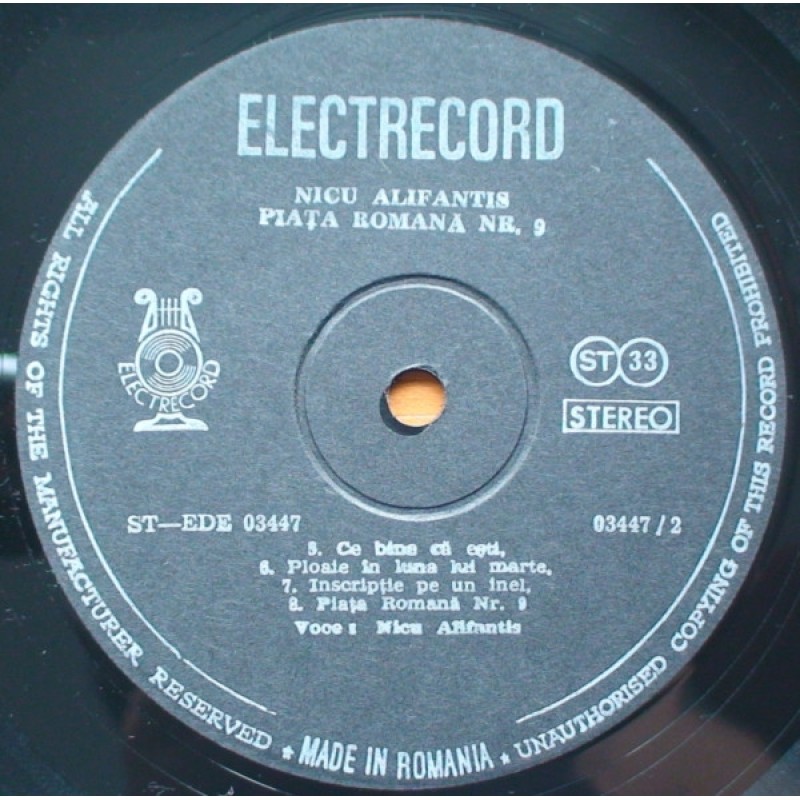 ELECTRECORD
NICU ALIFANTIS
PIAȚA ROMANĂ NR. 9
ELECTRECORD
ST 33
STEREO
ST—EDE 03447
03447/2
5. Ce bine că ești,
6. Ploaie în luna lui marte,
7. Inscripție pe un inel,
8. Piața Romană Nr. 9
Voce : Nicu Alifantis
ALL RIGHTS OF THE MANUFACTURER RESERVED ★ MADE IN ROMANIA ★ UNAUTHORISED COPYING OF THIS RECORD PROHIBITED